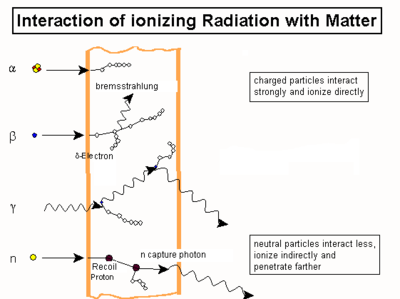 Interaction of ionizing Radiation with Matter
α
bremsstrahlung
charged particles interact
strongly and ionize directly
β
δ-Electron
γ
n
n capture photon
Recoil
Proton
neutral particles interact less,
ionize indirectly and
penetrate farther